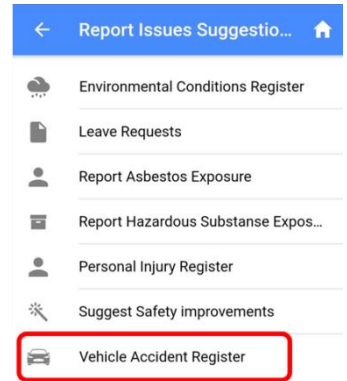 Report Issues Suggestio...
Environmental Conditions Register
Leave Requests
Report Asbestos Exposure
Report Hazardous Substanse Expos...
Personal Injury Register
Suggest Safety improvements
Vehicle Accident Register